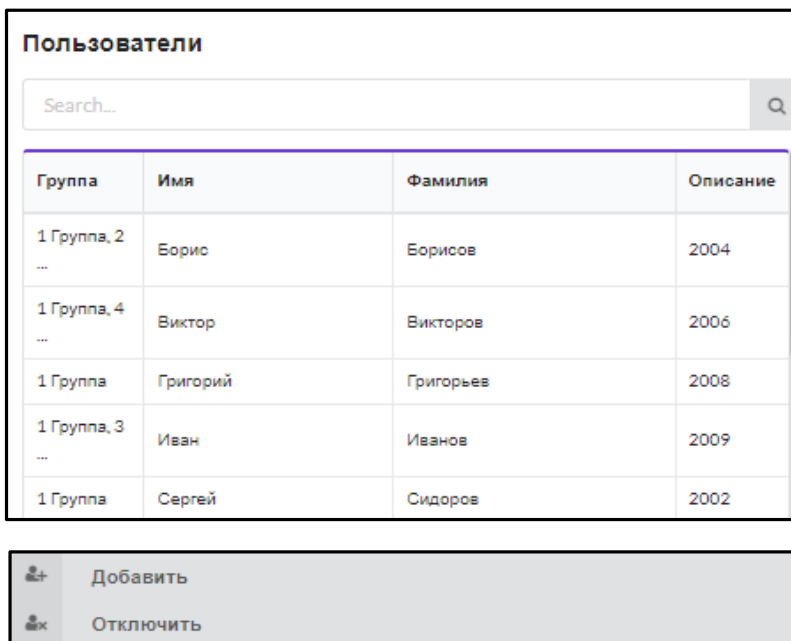 Пользователи
Search...
Группа Имя Фамилия Описание
1 Группа, 2
... Борис Борисов 2004
1 Группа, 4
... Виктор Викторов 2006
1 Группа Григорий Григорьев 2008
1 Группа, 3
... Иван Иванов 2009
1 Группа Сергей Сидоров 2002
Добавить
Отключить